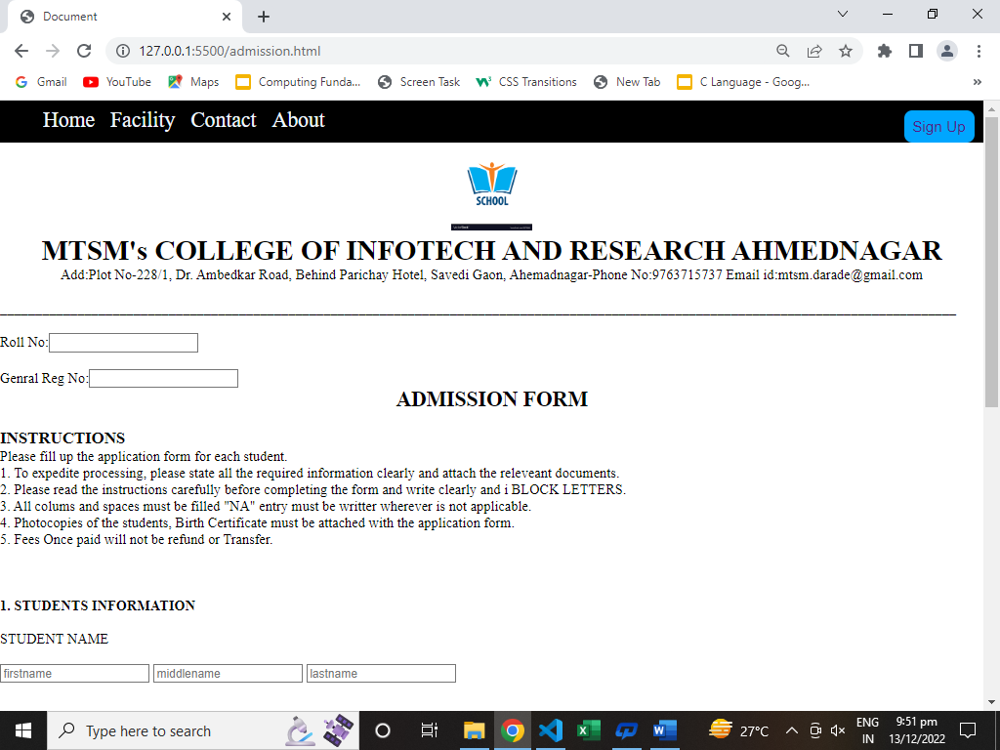 Document
127.0.0.1:5500/admission.html
Gmail YouTube Maps Computing Funda... Screen Task CSS Transitions New Tab C Language - Goog... »
Home Facility Contact About Sign Up
SCHOOL
MTSM's COLLEGE OF INFOTECH AND RESEARCH AHMEDNAGAR
Add:Plot No-228/1, Dr. Ambedkar Road, Behind Parichay Hotel, Savedi Gaon, Ahemadnagar-Phone No:9763715737 Email id:mtsm.darade@gmail.com
Roll No:
Genral Reg No:
ADMISSION FORM
INSTRUCTIONS
Please fill up the application form for each student.
1. To expedite processing, please state all the required information clearly and attach the releveant documents.
2. Please read the instructions carefully before completing the form and write clearly and i BLOCK LETTERS.
3. All colums and spaces must be filled "NA" entry must be writter wherever is not applicable.
4. Photocopies of the students, Birth Certificate must be attached with the application form.
5. Fees Once paid will not be refund or Transfer.
1. STUDENTS INFORMATION
STUDENT NAME
firstname middlename lastname
Type here to search
27°C
ENG
IN
9:51 pm
13/12/2022